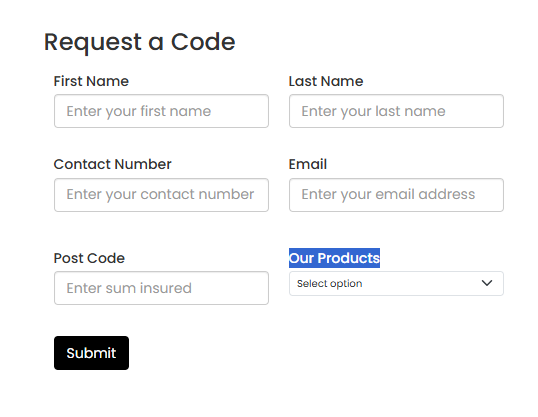 Request a Code
First Name
Last Name
Enter your first name
Enter your last name
Contact Number
Email
Enter your contact number
Enter your email address
Post Code
Our Products
Enter sum insured
Select option
Submit